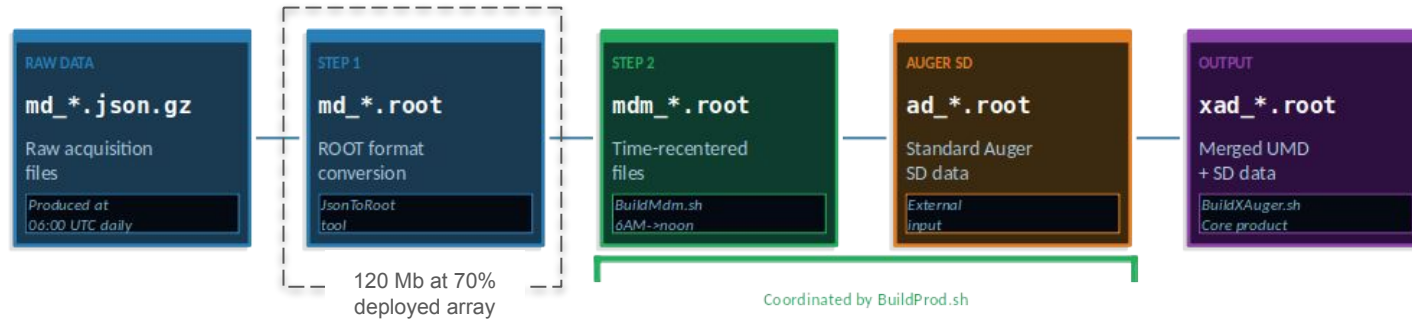 RAW DATA
md_*.json.gz
Raw acquisition
files
Produced at
06:00 UTC daily
STEP 1
md_*.root
ROOT format
conversion
JsonToRoot
tool
120 Mb at 70%
deployed array
STEP 2
mdm_*.root
Time-recentered
files
BuildMdm.sh
6AM->noon
AUGER SD
ad_*.root
Standard Auger
SD data
External
input
Coordinated by BuildProd.sh
OUTPUT
xad_*.root
Merged UMD
+ SD data
BuildXAuger.sh
Core product